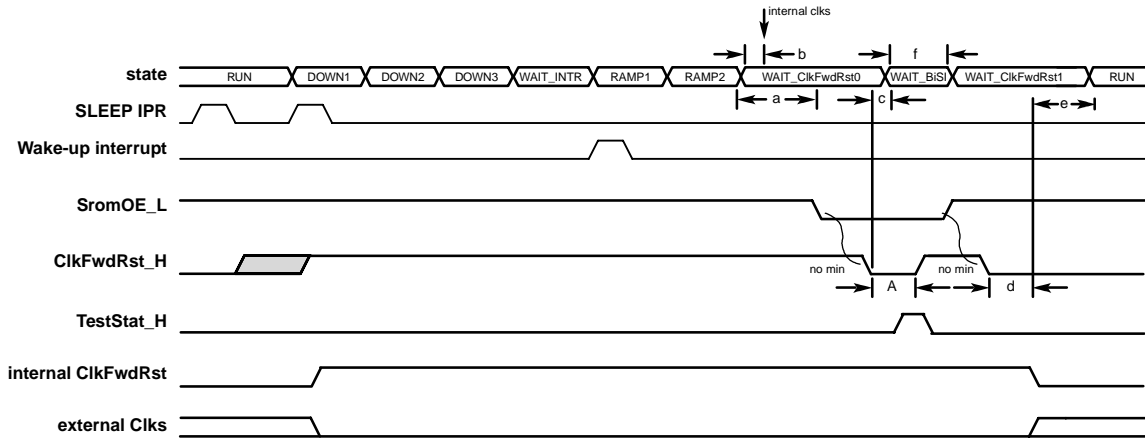 internal clks
b
f
state
RUN
DOWN1
DOWN2
DOWN3
WAIT_INTR
RAMP1
RAMP2
WAIT_ClkFwdRst0
WAIT_BiSI
WAIT_ClkFwdRst1
RUN
a
c
e
SLEEP IPR
Wake-up interrupt
SromOE_L
ClkFwdRst_H
no min
no min
A
d
TestStat_H
internal ClkFwdRst
external Clks